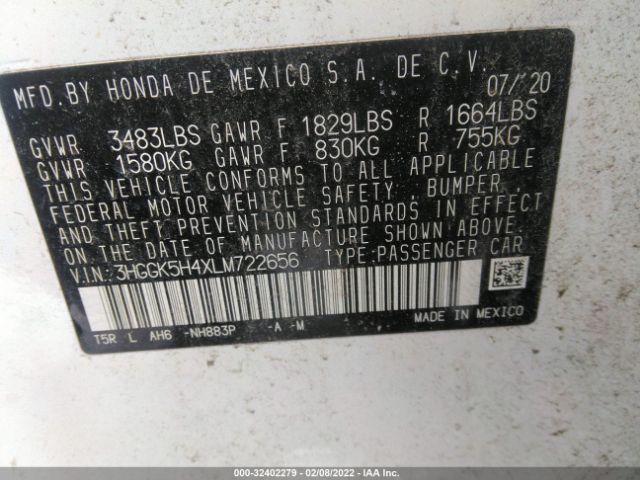 MFD. BY HONDA DE MEXICO S.A. DE C.V. 07/'20
GVWR 3483LBS GAWR F 1829LBS R 1664LBS
GVWR 1580KG GAWR F 830KG R 755KG
THIS VEHICLE CONFORMS TO ALL APPLICABLE
FEDERAL MOTOR VEHICLE SAFETY, BUMPER,
AND THEFT PREVENTION STANDARDS IN EFFECT
ON THE DATE OF MANUFACTURE SHOWN ABOVE.
V.I.N.: 3HGGK5H4XLM722656 TYPE:PASSENGER CAR
T5R L AH6 -NH883P -A -M MADE IN MEXICO
000-32402279 - 02/08/2022 - IAA Inc.